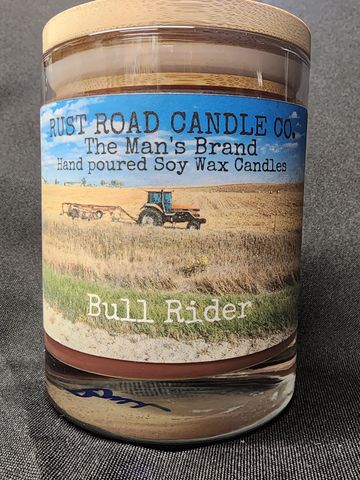 RUST ROAD CANDLE CO.
The Man's Brand
Hand poured Soy Wax Candles
Bull Rider